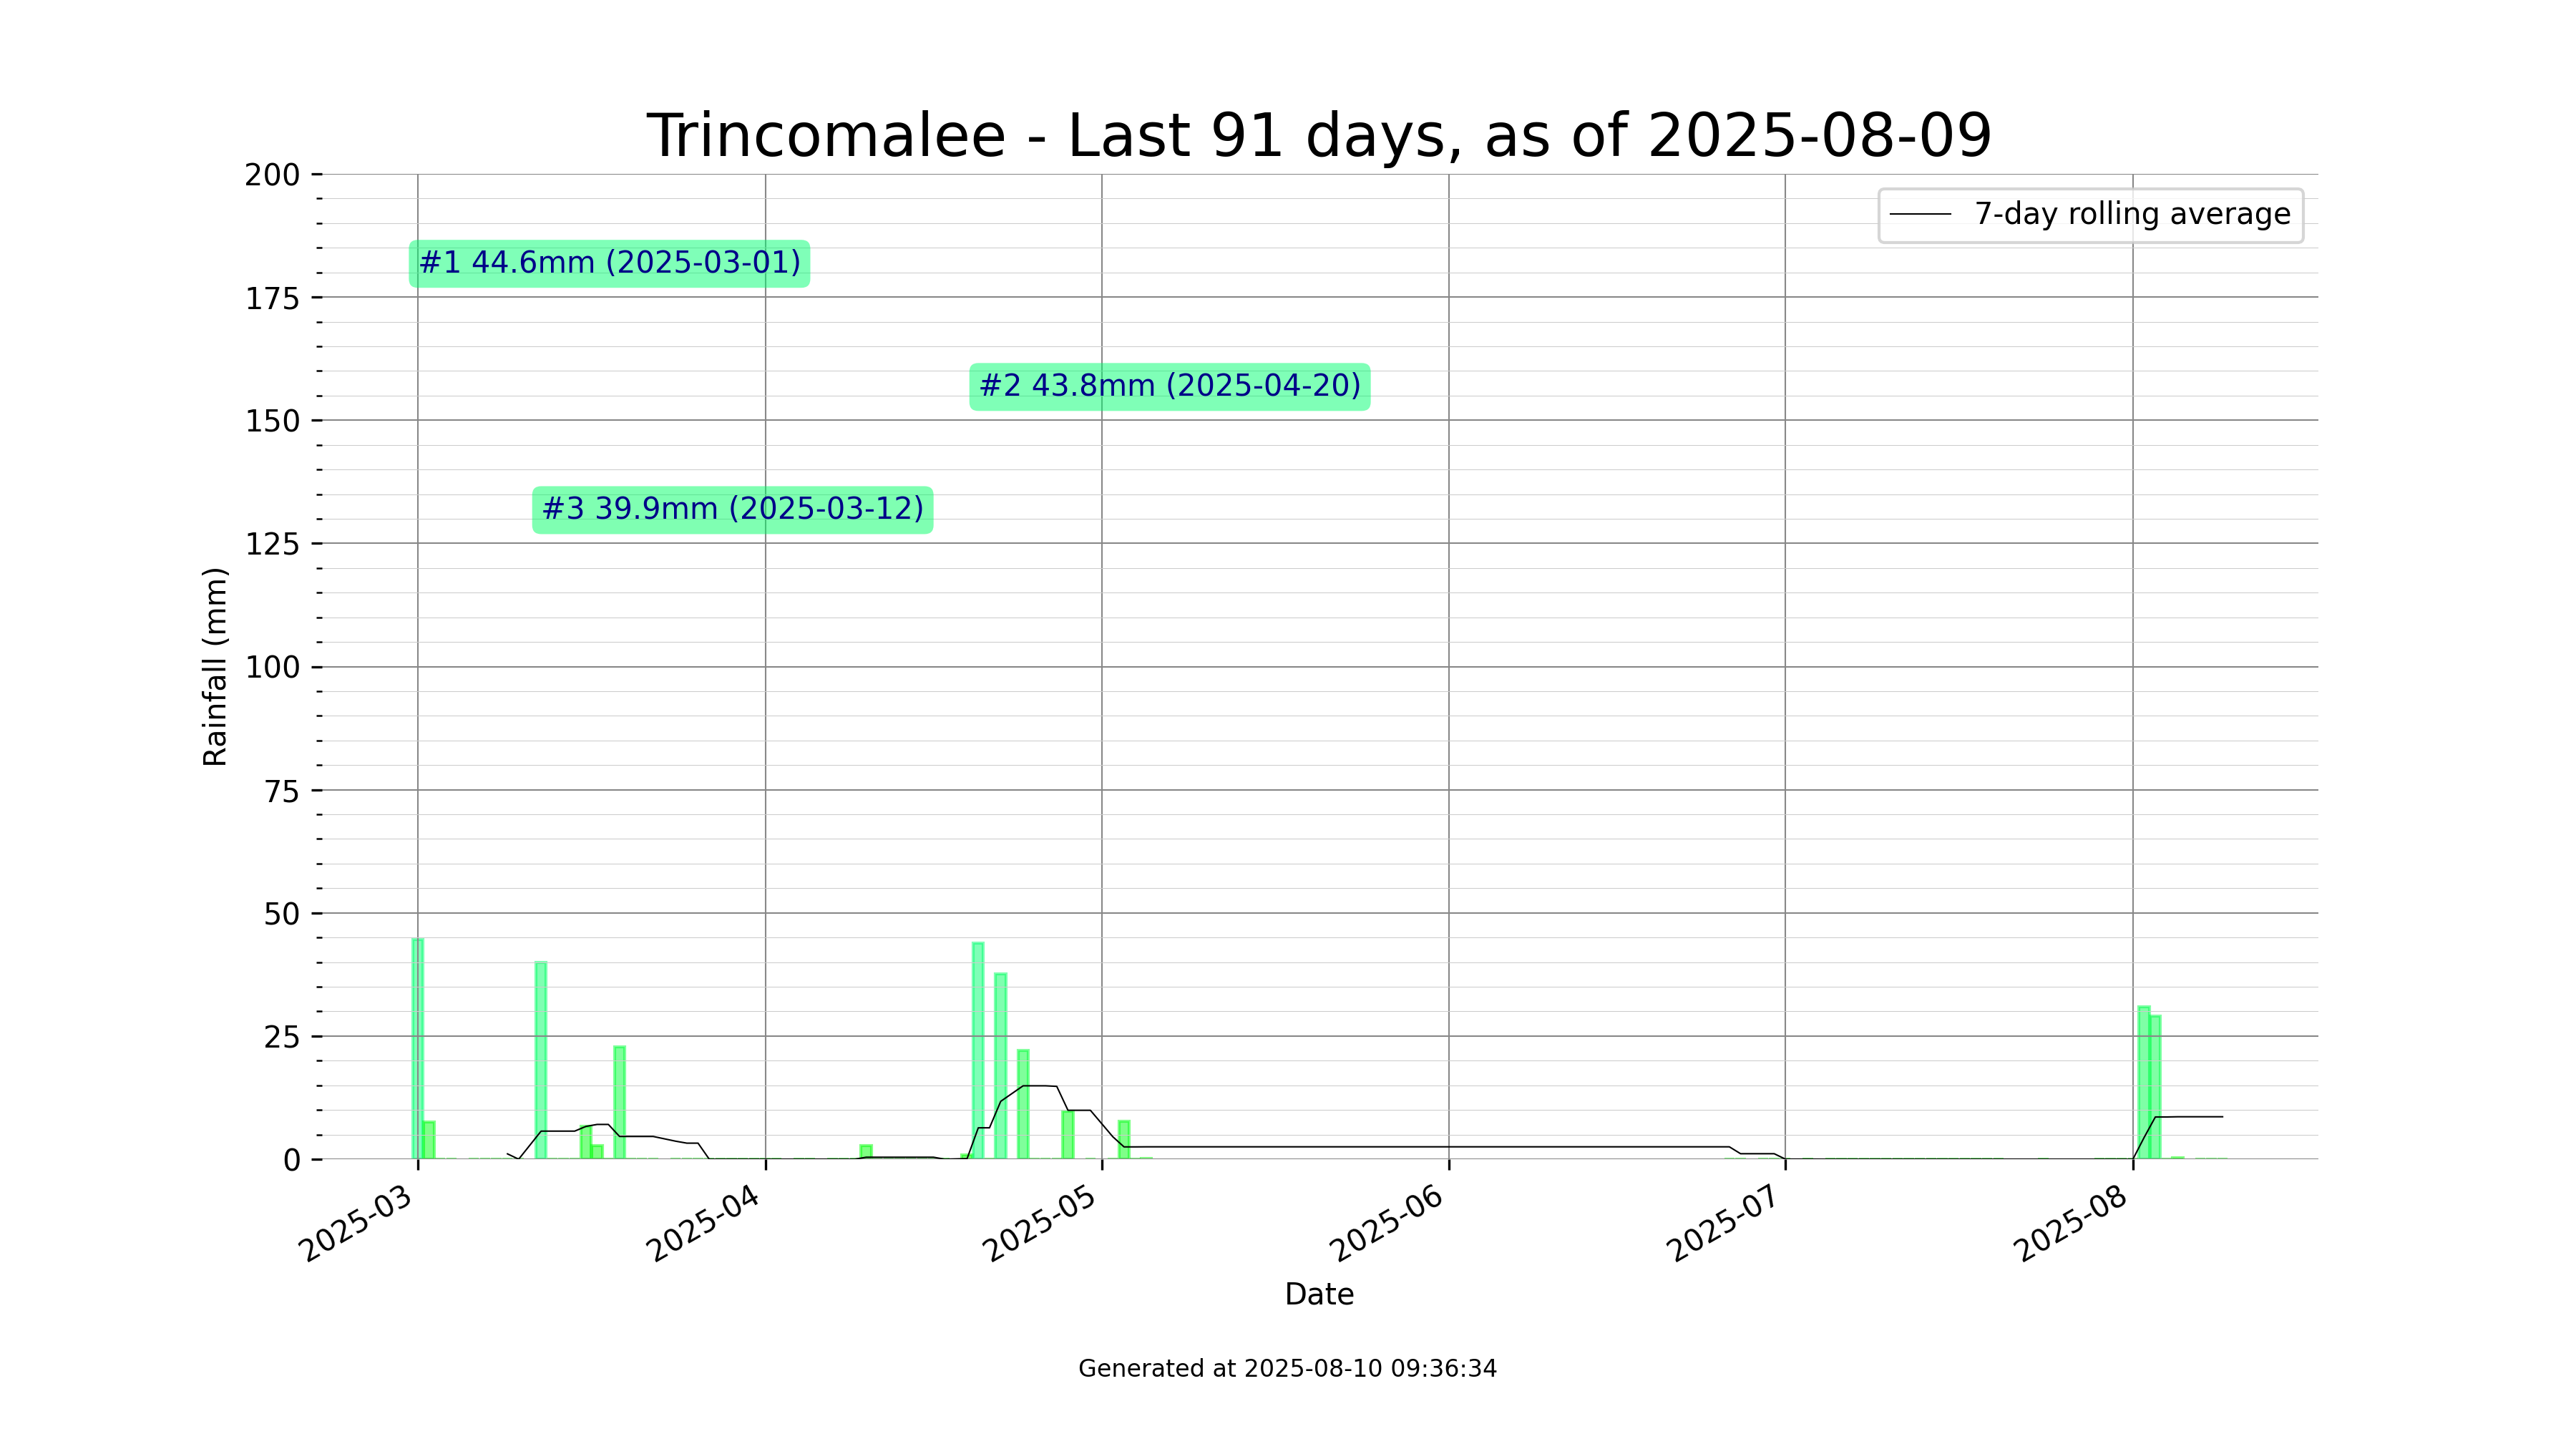 Trincomalee - Last 91 days, as of 2025-08-09
200
175
150
125
100
75
50
25
0
Rainfall (mm)
7-day rolling average
#1 44.6mm (2025-03-01)
#2 43.8mm (2025-04-20)
#3 39.9mm (2025-03-12)
2025-03
2025-04
2025-05
2025-06
2025-07
2025-08
Date
Generated at 2025-08-10 09:36:34